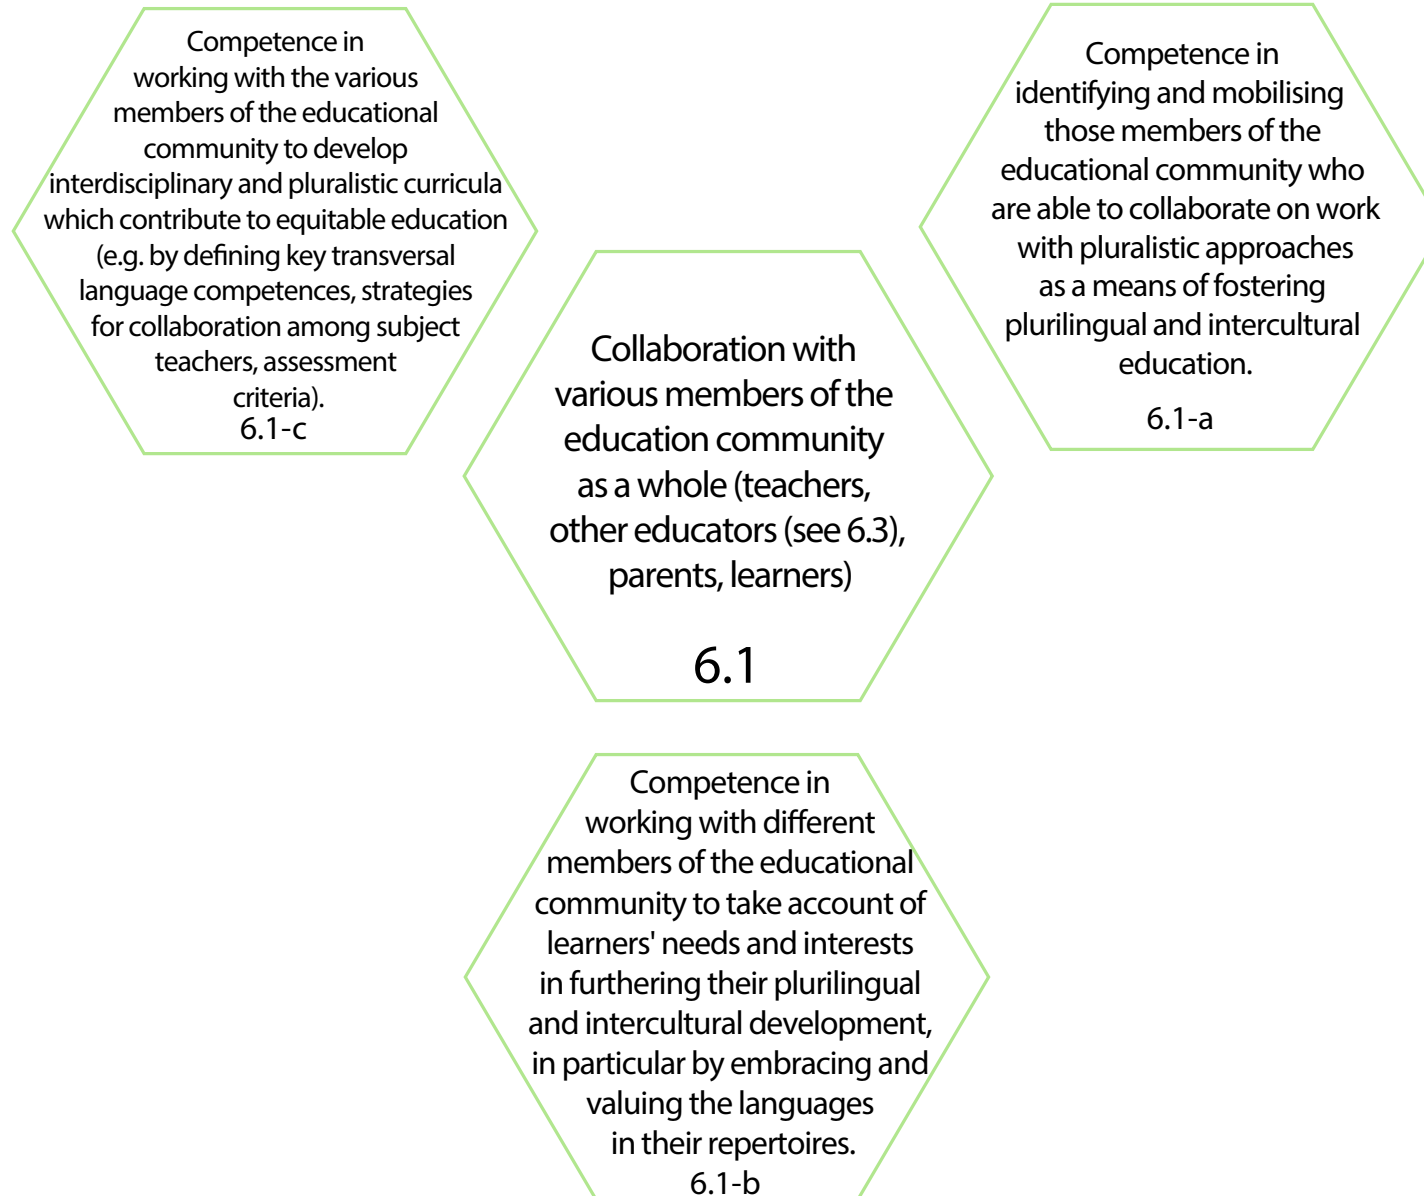 Competence in
working with the various
members of the educational
community to develop
interdisciplinary and pluralistic curricula
which contribute to equitable education
(e.g. by defining key transversal
language competences, strategies
for collaboration among subject
teachers, assessment
criteria).
6.1-c
Competence in
identifying and mobilising
those members of the
educational community who
are able to collaborate on work
with pluralistic approaches
as a means of fostering
plurilingual and intercultural
education.
6.1-a
Collaboration with
various members of the
education community
as a whole (teachers,
other educators (see 6.3),
parents, learners)
6.1
Competence in
working with different
members of the educational
community to take account of
learners' needs and interests
in furthering their plurilingual
and intercultural development,
in particular by embracing and
valuing the languages
in their repertoires.
6.1-b